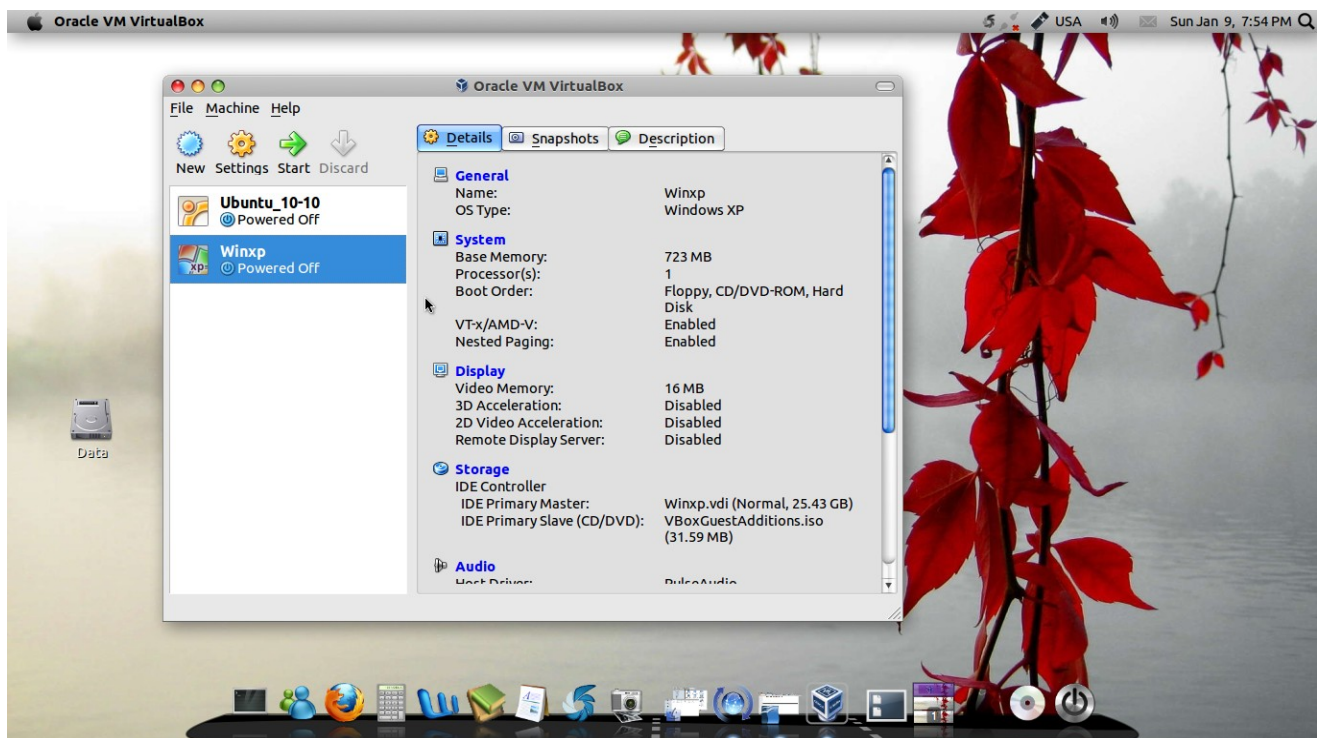 Oracle VM VirtualBox
USA
Sun Jan 9, 7:54 PM
Oracle VM VirtualBox
File Machine Help
New Settings Start Discard
Details Snapshots Description
Ubuntu_10-10
Powered Off
Winxp
Powered Off
xp
General
Name: Winxp
OS Type: Windows XP
System
Base Memory: 723 MB
Processor(s): 1
Boot Order: Floppy, CD/DVD-ROM, Hard
Disk
VT-x/AMD-V: Enabled
Nested Paging: Enabled
Display
Video Memory: 16 MB
3D Acceleration: Disabled
2D Video Acceleration: Disabled
Remote Display Server: Disabled
Storage
IDE Controller
IDE Primary Master: Winxp.vdi (Normal, 25.43 GB)
IDE Primary Slave (CD/DVD): VBoxGuestAdditions.iso
(31.59 MB)
Audio
Host Driver: PulseAudio
Data
1